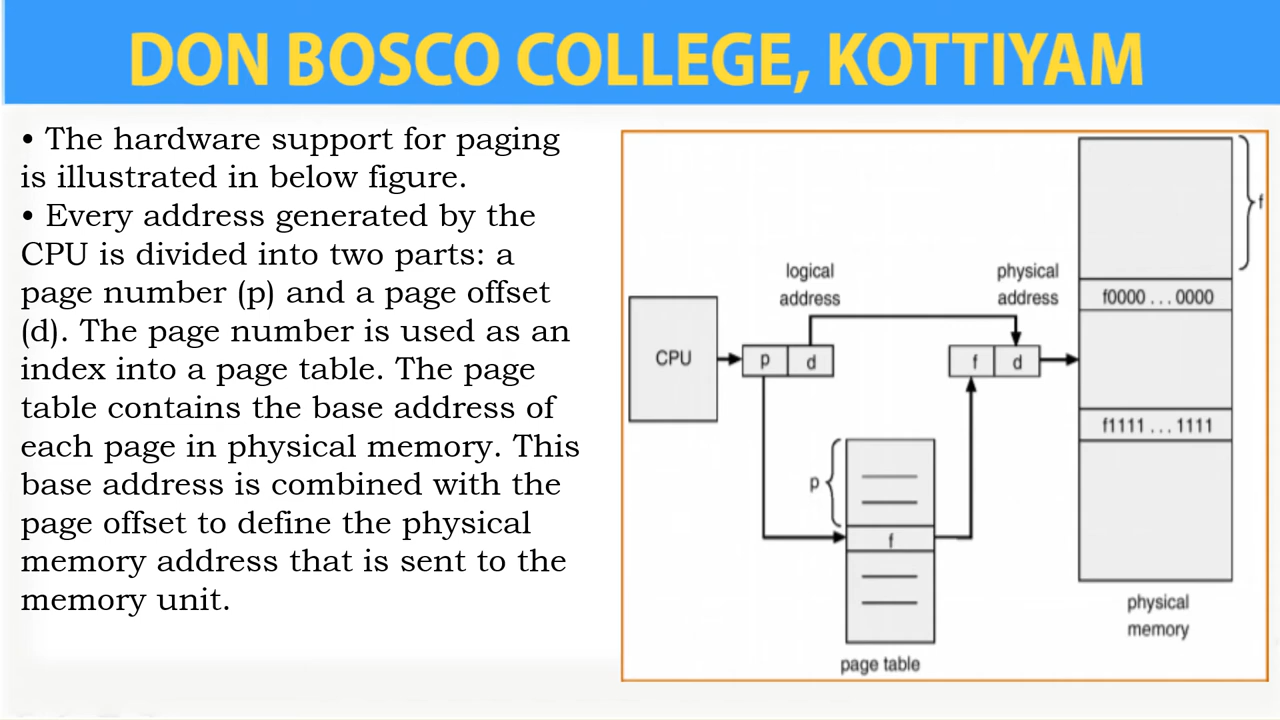 DON BOSCO COLLEGE, KOTTIYAM
• The hardware support for paging
is illustrated in below figure.
• Every address generated by the
CPU is divided into two parts: a
page number (p) and a page offset
(d). The page number is used as an
index into a page table. The page
table contains the base address of
each page in physical memory. This
base address is combined with the
page offset to define the physical
memory address that is sent to the
memory unit.
logical
address
physical
address
f
f0000 . . . 0000
CPU
p d
f d
f1111 . . . 1111
p
f
physical
memory
page table